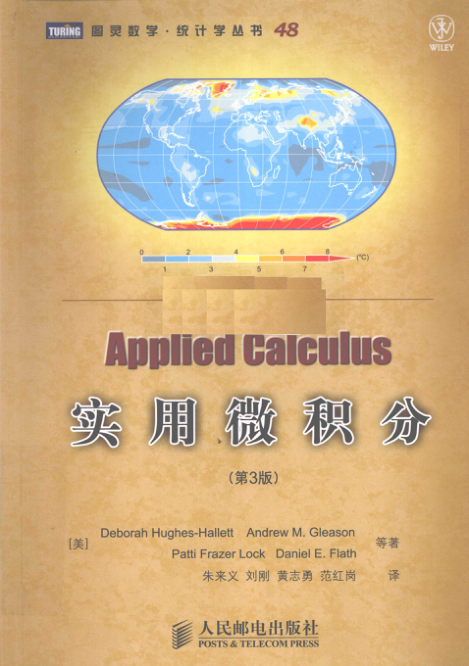 TURING 图灵数学·统计学丛书 48
WILEY
0 2 4 6 8 (℃)
1 3 5 7
Applied Calculus
实用微积分
(第3版)
[美] Deborah Hughes-Hallett Andrew M. Gleason
Patti Frazer Lock Daniel E. Flath 等著
朱来义 刘刚 黄志勇 范红岗 译
人民邮电出版社
POSTS & TELECOM PRESS